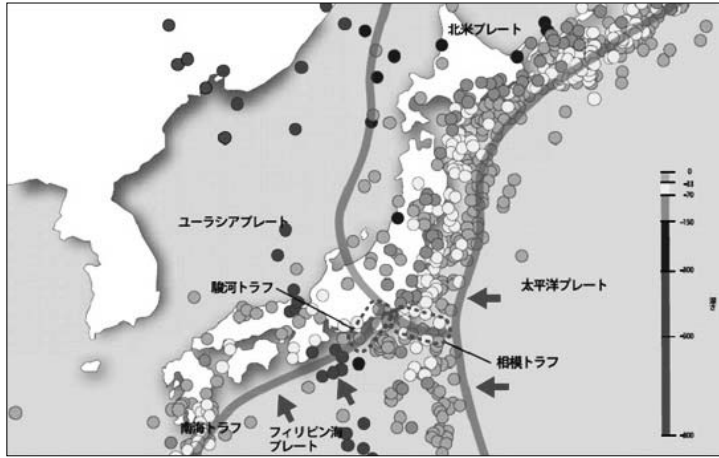 北米プレート
ユーラシアプレート
駿河トラフ
太平洋プレート
相模トラフ
南海トラフ
フィリピン海
プレート
0
-70
-150
-300